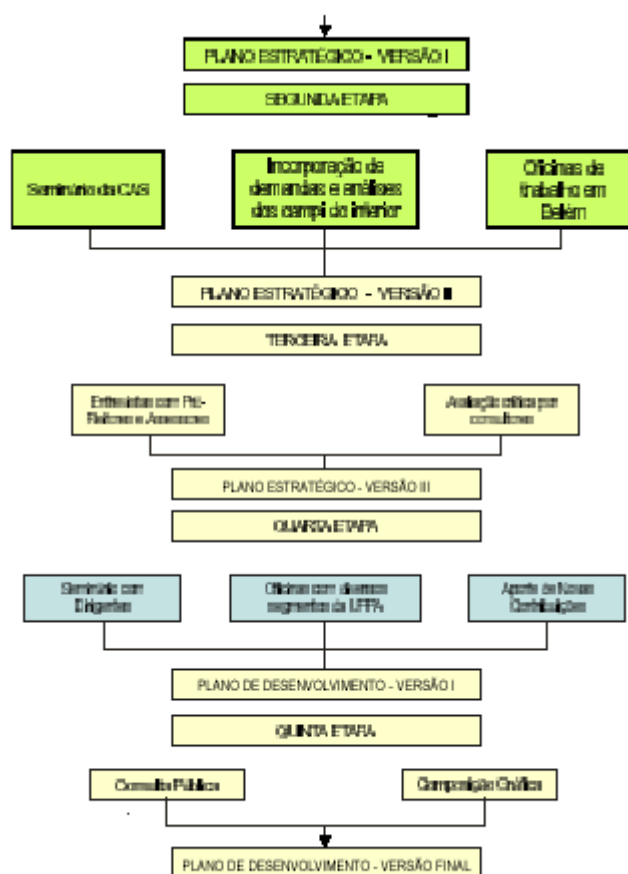 PLANO ESTRATÉGICO - VERSÃO I
SEGUNDA ETAPA
Seminário da CASI
Incorporação de
demandas e análises
dos campi do interior
Oficinas de
trabalho em
Belém
PLANO ESTRATÉGICO - VERSÃO II
TERCEIRA ETAPA
Entrevistas com Pró-
Reitores e Assessores
Avaliação crítica por
consultores
PLANO ESTRATÉGICO - VERSÃO III
QUARTA ETAPA
Seminário com
Dirigentes
Oficinas com diversos
segmentos da UFPA
Aporte de Novas
Contribuições
PLANO DE DESENVOLVIMENTO - VERSÃO I
QUINTA ETAPA
Consulta Pública
Composição Gráfica
PLANO DE DESENVOLVIMENTO - VERSÃO FINAL